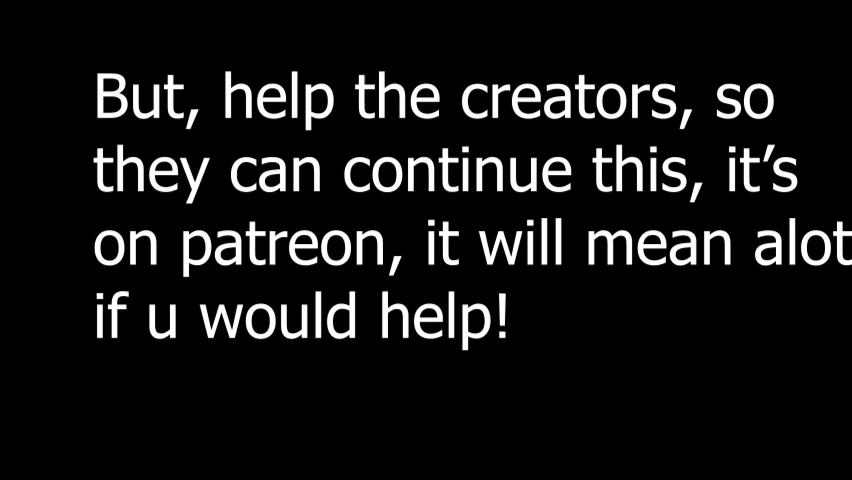 But, help the creators, so
they can continue this, it’s
on patreon, it will mean alot
if u would help!